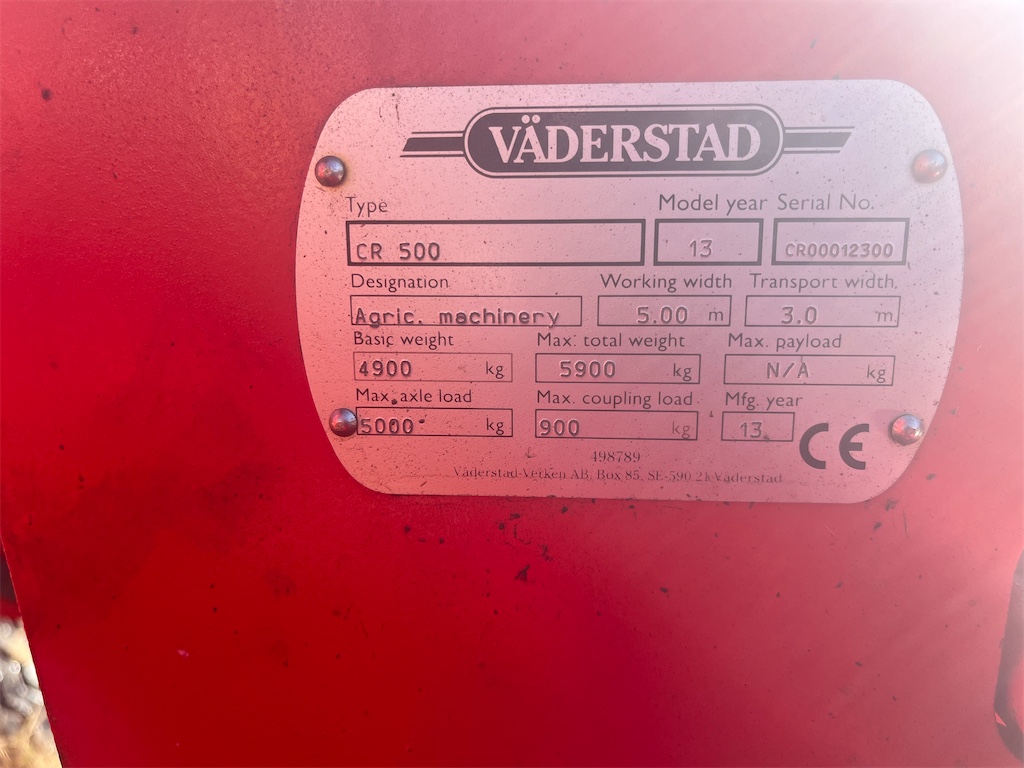 VÄDERSTAD
Type Model year Serial No.
CR 500 13 CR00012300
Designation Working width Transport width
Agric. machinery 5.00 m 3.0 m
Basic weight Max. total weight Max. payload
4900 kg 5900 kg N/A kg
Max. axle load Max. coupling load Mfg. year
5000 kg 900 kg 13
CE
498789
Väderstad-Verken AB, Box 85, SE-590 21 Väderstad